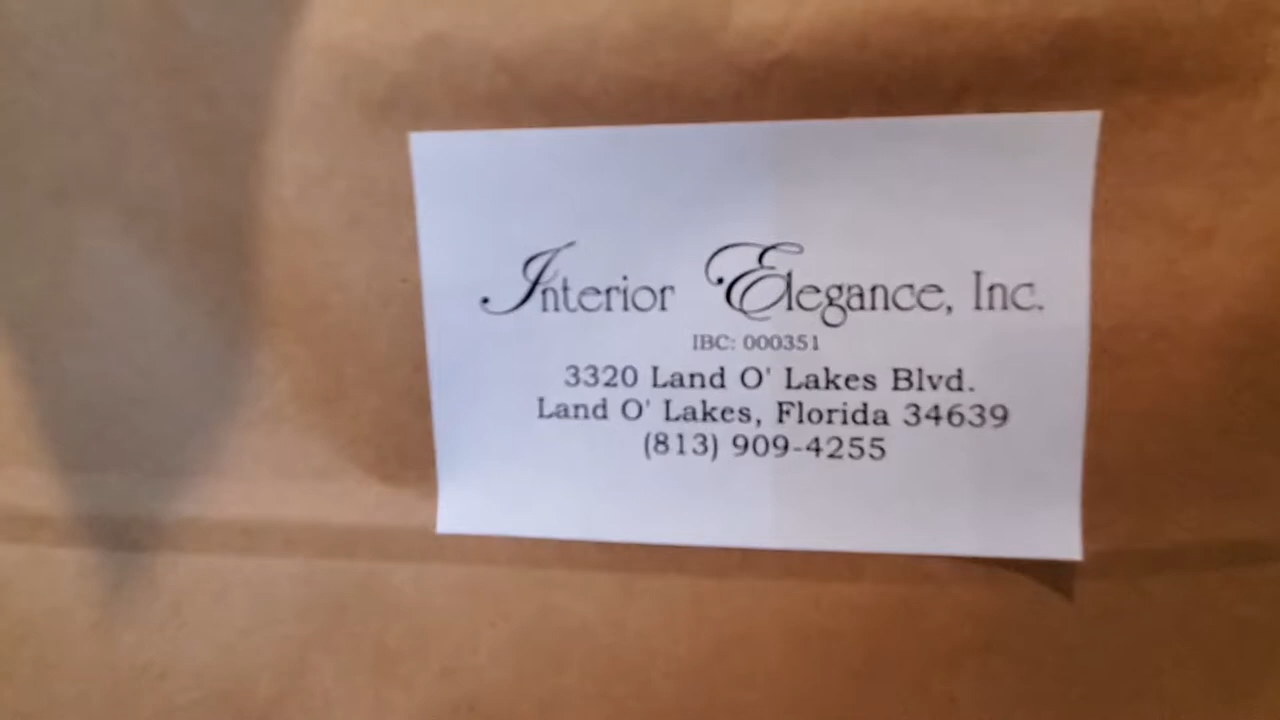 Interior Elegance, Inc.
IBC: 000351
3320 Land O' Lakes Blvd.
Land O' Lakes, Florida 34639
(813) 909-4255